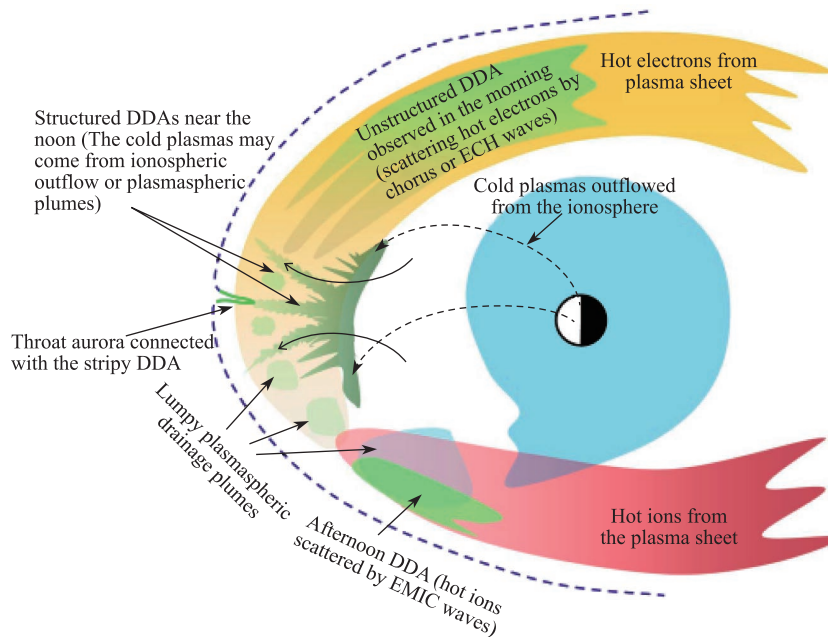 Hot electrons from
plasma sheet
Unstructured DDA
observed in the morning
(scattering hot electrons by
chorus or ECH waves)
Structured DDAs near the
noon (The cold plasmas may
come from ionospheric
outflow or plasmaspheric
plumes)
Cold plasmas outflowed
from the ionosphere
Throat aurora connected
with the stripy DDA
Lumpy plasmaspheric
drainage plumes
Afternoon DDA (hot ions
scattered by EMIC waves)
Hot ions from
the plasma sheet